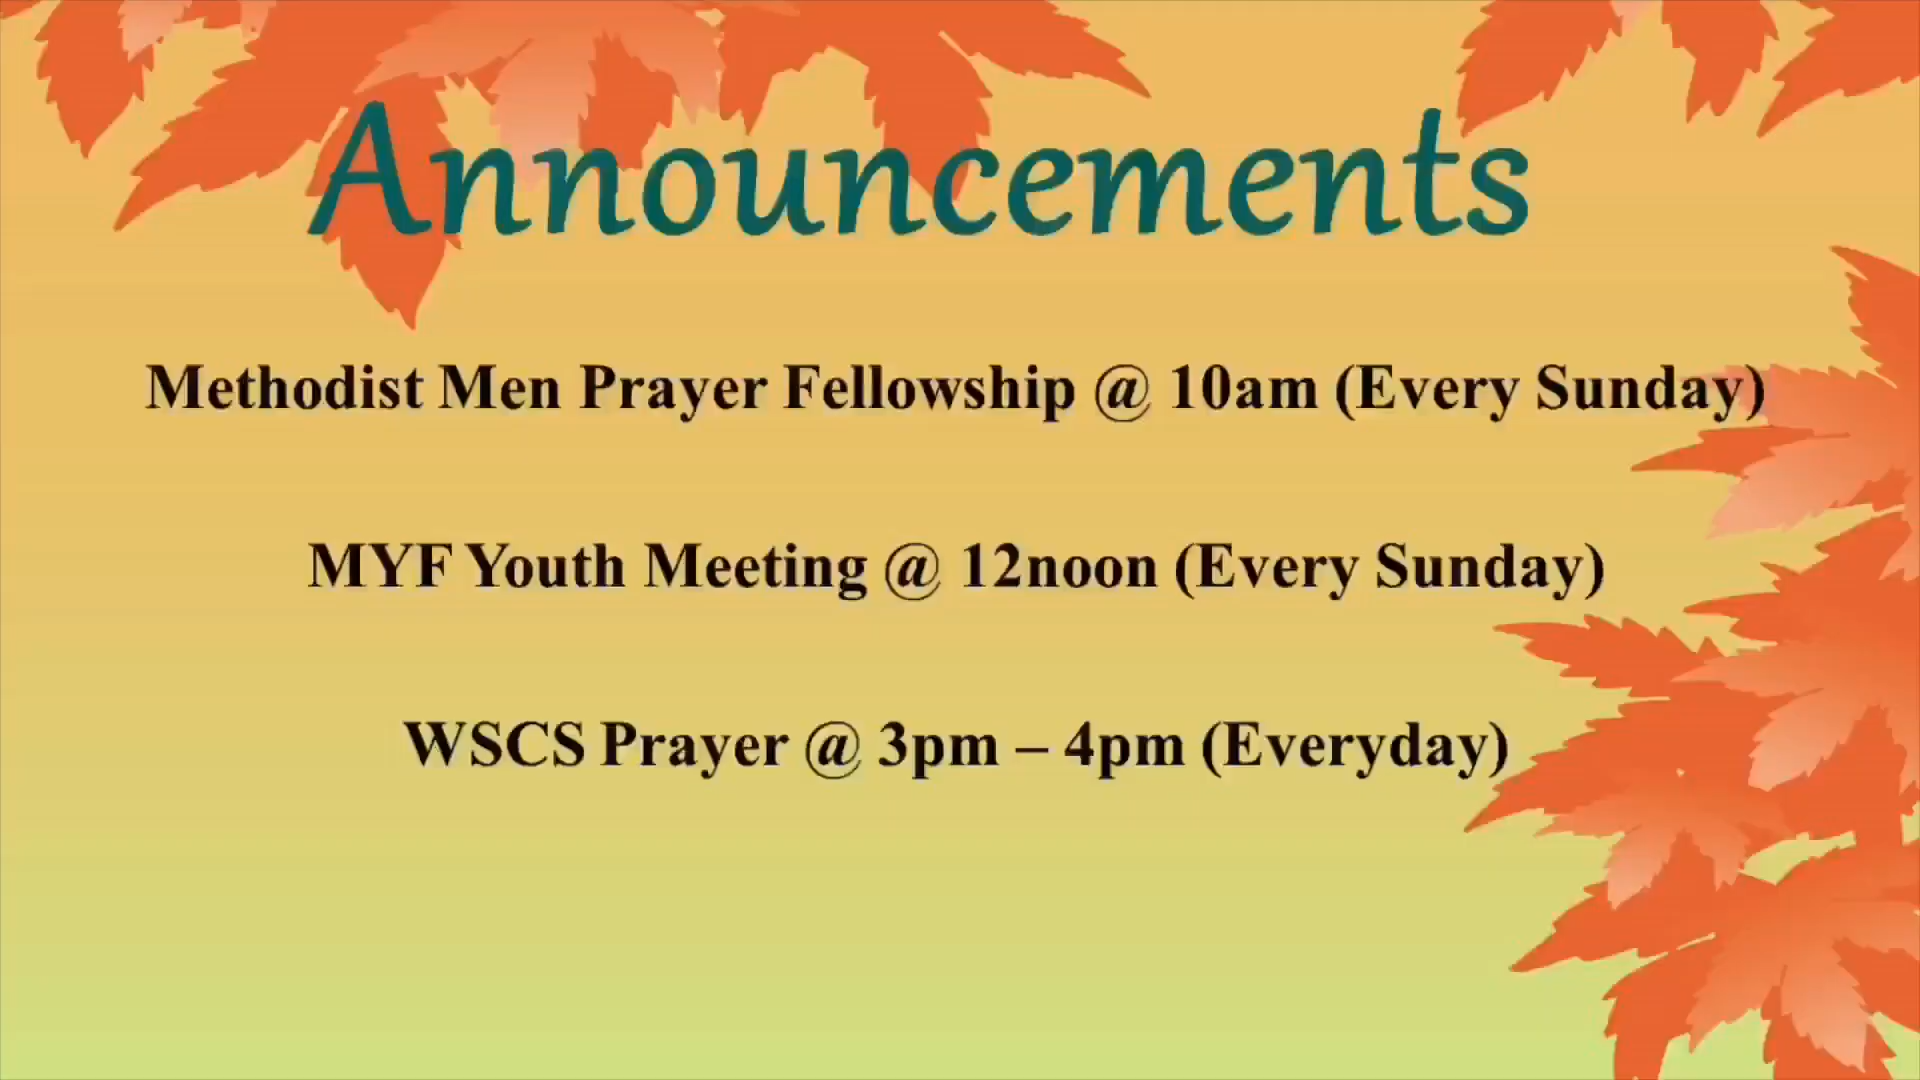 Announcements
Methodist Men Prayer Fellowship @ 10am (Every Sunday)
MYF Youth Meeting @ 12noon (Every Sunday)
WSCS Prayer @ 3pm – 4pm (Everyday)